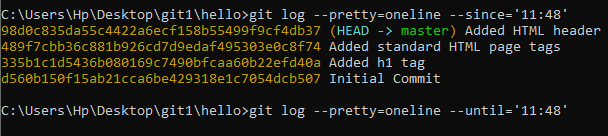 C:\Users\Hp\Desktop\git1\hello>git log --pretty=oneline --since='11:48'
98d0c835da55c4422a6ecf158b55499f9cf4db37 (HEAD -> master) Added HTML header
489f7cbb36c881b926cd7d9edaf495303e0c8f74 Added standard HTML page tags
335b1c1d5436b080169c7490bfcaa60b22efd40a Added h1 tag
d560b150f15ab21cca6be429318e1c7054dcb507 Initial Commit
C:\Users\Hp\Desktop\git1\hello>git log --pretty=oneline --until='11:48'